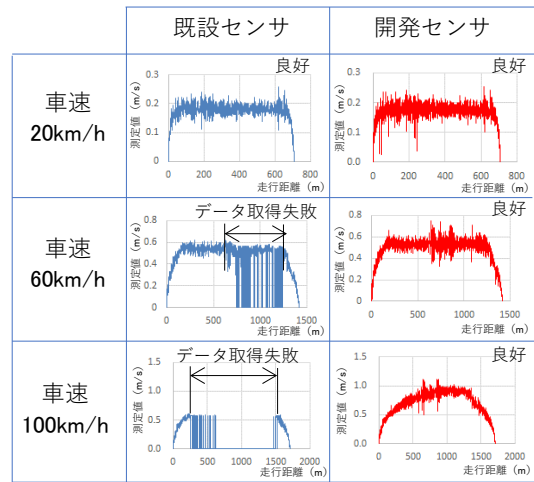 既設センサ
開発センサ
車速
20km/h
良好
測定値（m/s）
0.3
0.2
0.1
0
0 200 400 600 800
走行距離（m）
良好
測定値（m/s）
0.3
0.2
0.1
0
0 200 400 600 800
走行距離（m）
車速
60km/h
データ取得失敗
測定値（m/s）
0.8
0.6
0.4
0.2
0
0 500 1000 1500
走行距離（m）
良好
測定値（m/s）
0.8
0.6
0.4
0.2
0.0
0 500 1000 1500
走行距離（m）
車速
100km/h
データ取得失敗
測定値（m/s）
1.5
1.0
0.5
0.0
0 500 1000 1500 2000
走行距離（m）
良好
測定値（m/s）
1.5
1.0
0.5
0.0
0 500 1000 1500 2000
走行距離（m）